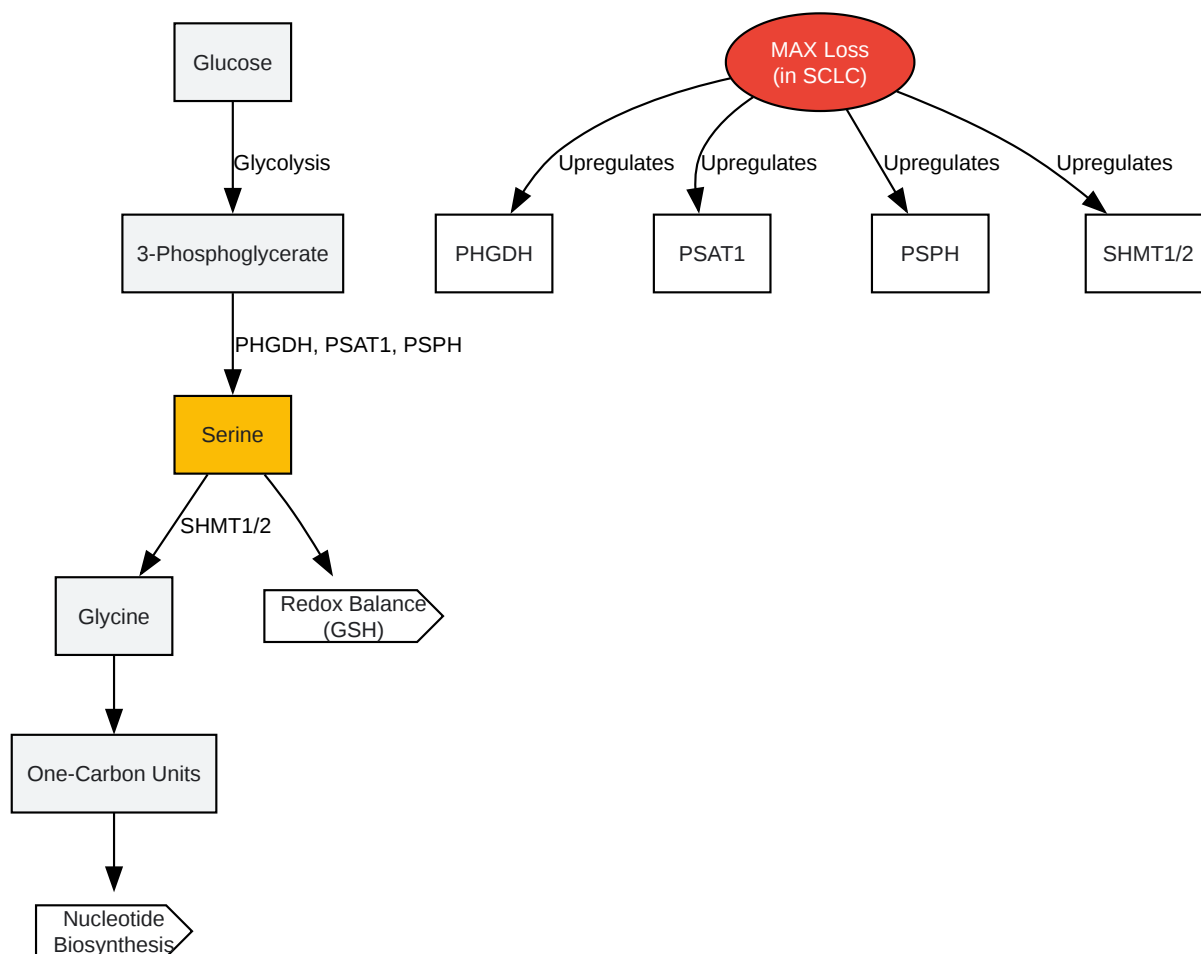 Glucose
MAX Loss
(in SCLC)
Glycolysis
Upregulates
Upregulates
Upregulates
Upregulates
3-Phosphoglycerate
PHGDH
PSAT1
PSPH
SHMT1/2
PHGDH, PSAT1, PSPH
Serine
SHMT1/2
Glycine
Redox Balance
(GSH)
One-Carbon Units
Nucleotide
Biosynthesis